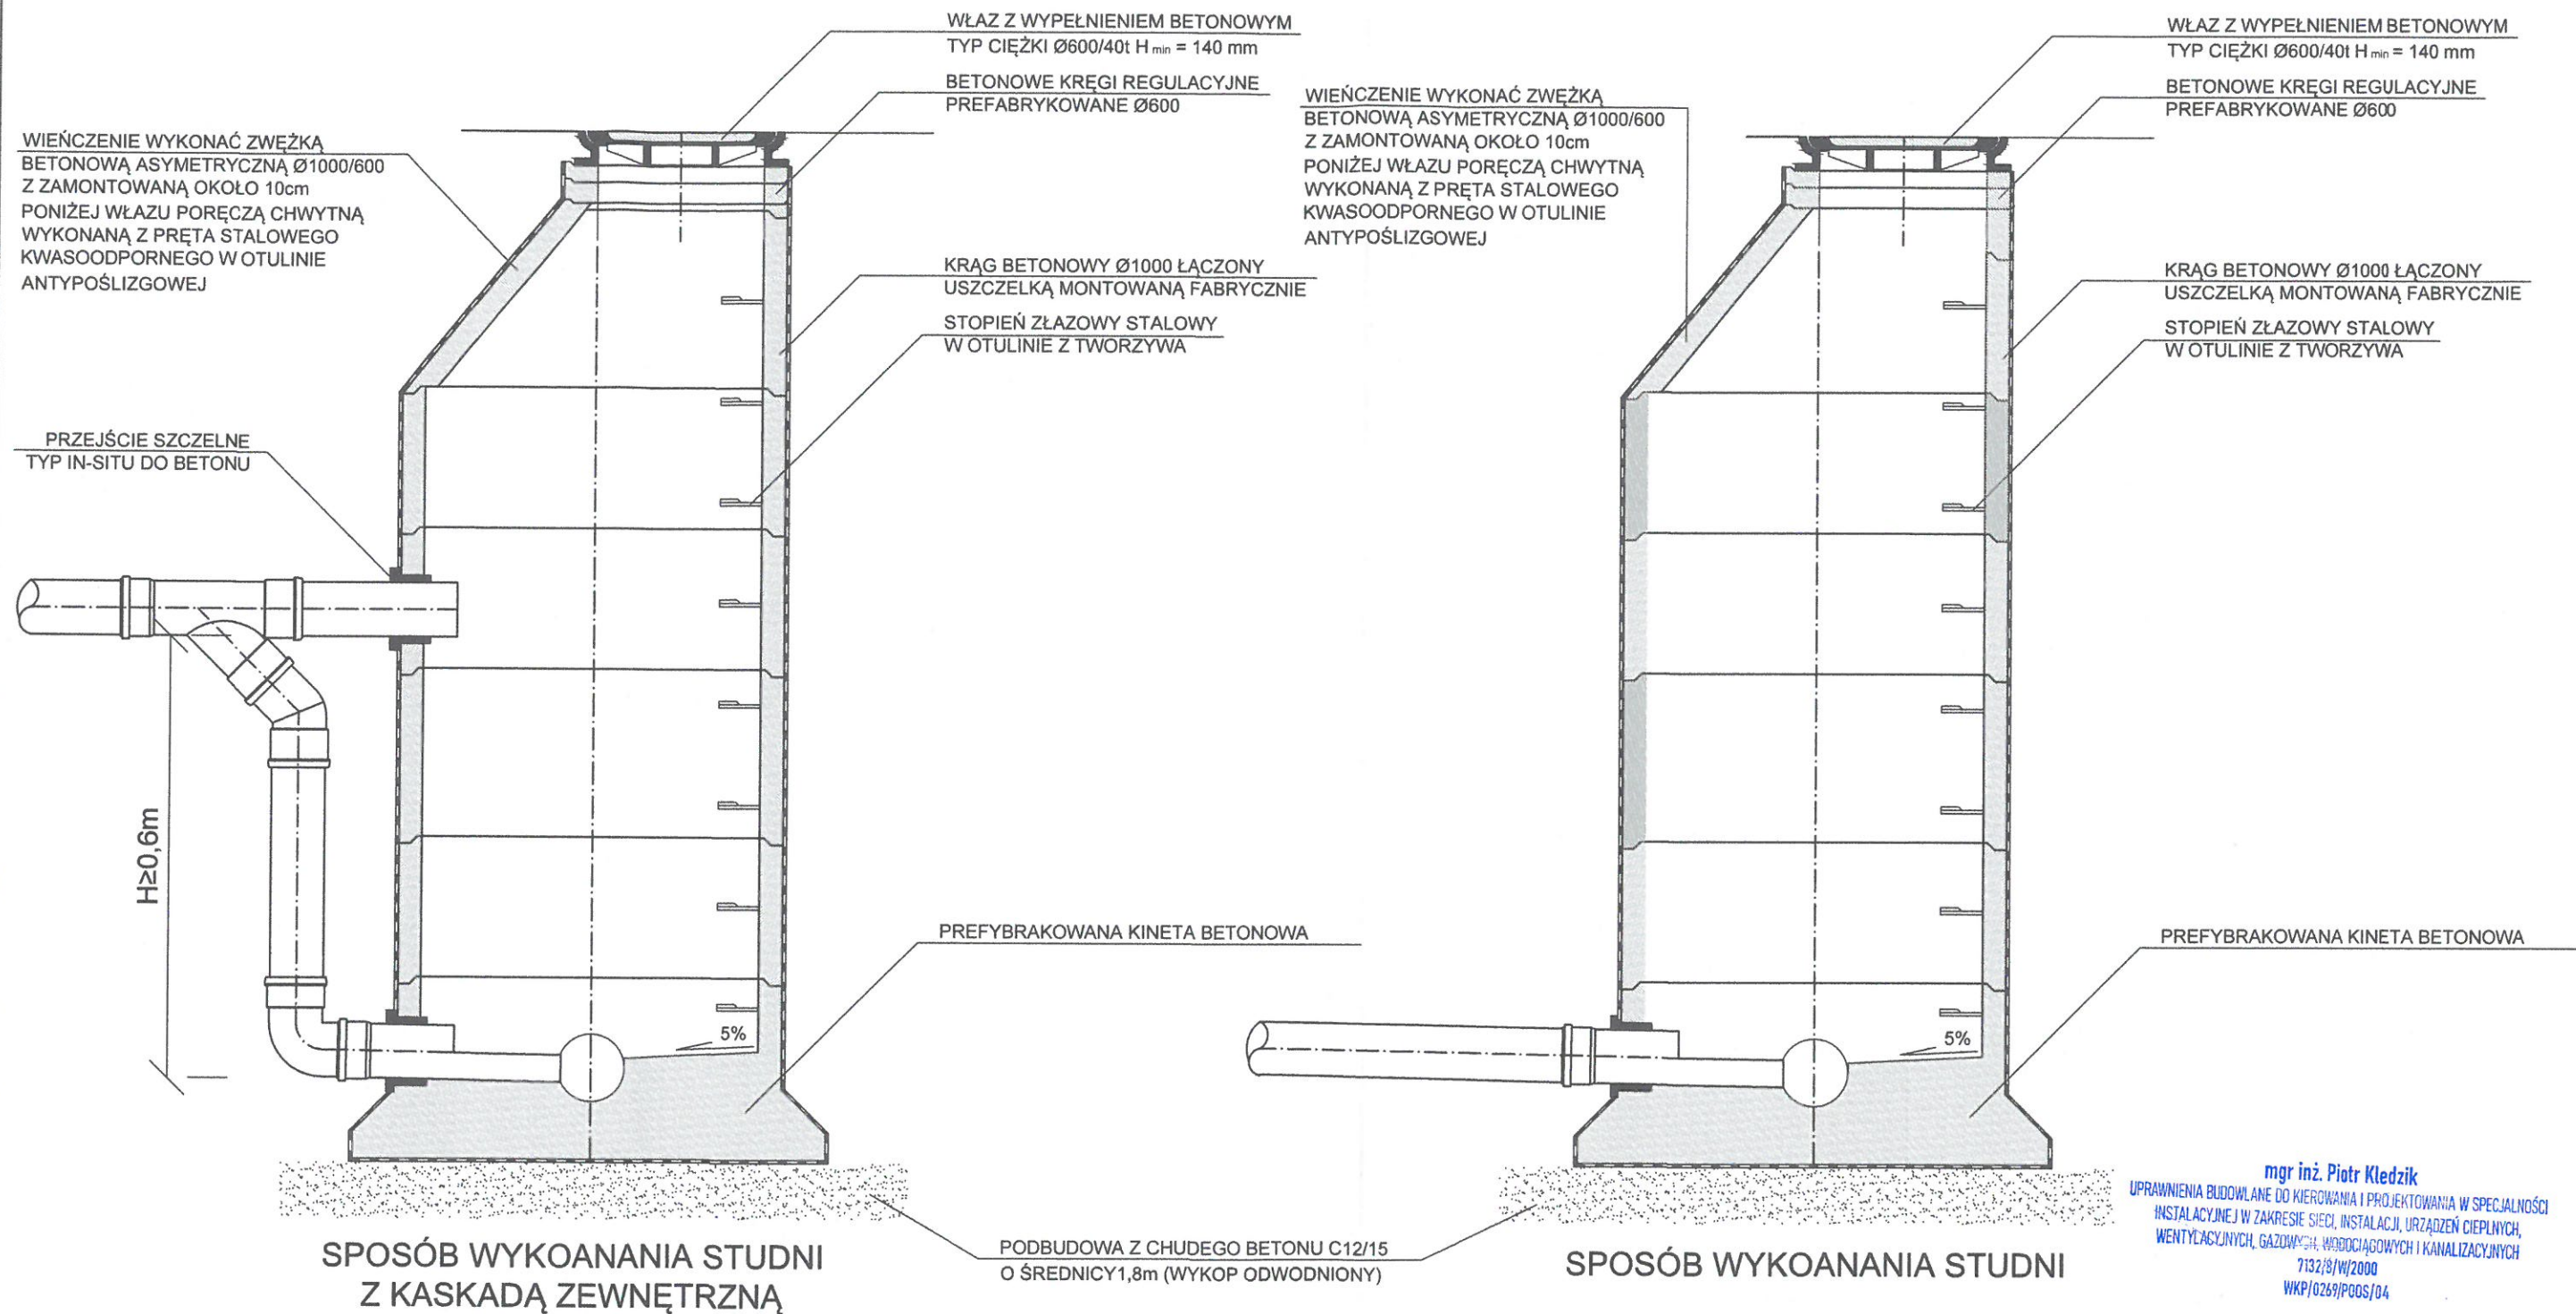 WŁAZ Z WYPEŁNIENIEM BETONOWYM
TYP CIĘŻKI Ø600/40t H min = 140 mm
BETONOWE KRĘGI REGULACYJNE
PREFABRYKOWANE Ø600
WIEŃCZENIE WYKONAĆ ZWĘŻKĄ
BETONOWĄ ASYMETRYCZNĄ Ø1000/600
Z ZAMONTOWANĄ OKOŁO 10cm
PONIŻEJ WŁAZU PORĘCZĄ CHWYTNĄ
WYKONANĄ Z PRĘTA STALOWEGO
KWASOODPORNEGO W OTULINIE
ANTYPOŚLIZGOWEJ
KRĄG BETONOWY Ø1000 ŁĄCZONY
USZCZELKĄ MONTOWANĄ FABRYCZNIE
STOPIEŃ ZŁAZOWY STALOWY
W OTULINIE Z TWORZYWA
PRZEJŚCIE SZCZELNE
TYP IN-SITU DO BETONU
H≥0,6m
PREFYBRAKOWANA KINETA BETONOWA
5%
SPOSÓB WYKOANANIA STUDNI
Z KASKADĄ ZEWNĘTRZNĄ
PODBUDOWA Z CHUDEGO BETONU C12/15
O ŚREDNICY1,8m (WYKOP ODWODNIONY)
WŁAZ Z WYPEŁNIENIEM BETONOWYM
TYP CIĘŻKI Ø600/40t H min = 140 mm
BETONOWE KRĘGI REGULACYJNE
PREFABRYKOWANE Ø600
WIEŃCZENIE WYKONAĆ ZWĘŻKĄ
BETONOWĄ ASYMETRYCZNĄ Ø1000/600
Z ZAMONTOWANĄ OKOŁO 10cm
PONIŻEJ WŁAZU PORĘCZĄ CHWYTNĄ
WYKONANĄ Z PRĘTA STALOWEGO
KWASOODPORNEGO W OTULINIE
ANTYPOŚLIZGOWEJ
KRĄG BETONOWY Ø1000 ŁĄCZONY
USZCZELKĄ MONTOWANĄ FABRYCZNIE
STOPIEŃ ZŁAZOWY STALOWY
W OTULINIE Z TWORZYWA
PREFYBRAKOWANA KINETA BETONOWA
5%
SPOSÓB WYKOANANIA STUDNI
mgr inż. Piotr Kledzik
UPRAWNIENIA BUDOWLANE DO KIEROWANIA I PROJEKTOWANIA W SPECJALNOŚCI
INSTALACYJNEJ W ZAKRESIE SIECI, INSTALACJI, URZĄDZEŃ CIEPLNYCH,
WENTYLACYJNYCH, GAZOWYCH, WODOCIĄGOWYCH I KANALIZACYJNYCH
7132/8/W/2000
WKP/0269/POOS/04